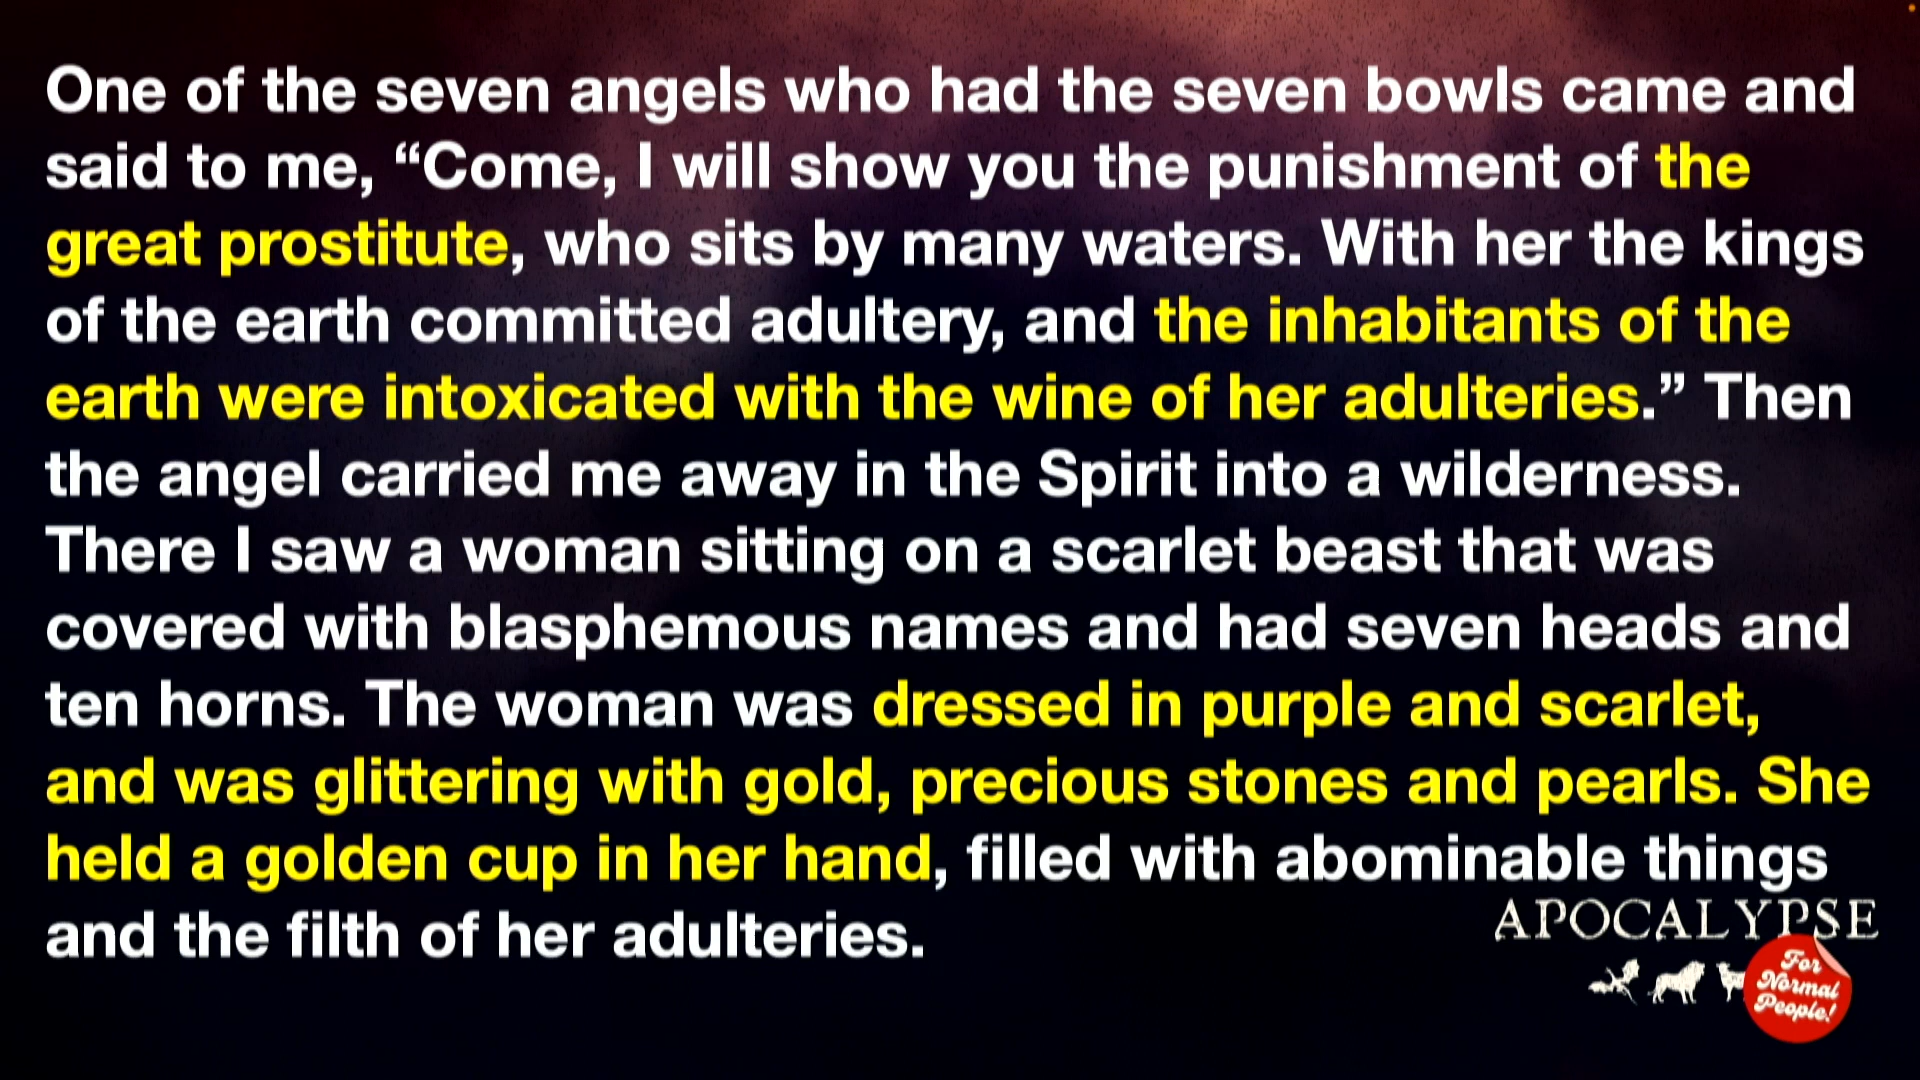 One of the seven angels who had the seven bowls came and
said to me, “Come, I will show you the punishment of the
great prostitute, who sits by many waters. With her the kings
of the earth committed adultery, and the inhabitants of the
earth were intoxicated with the wine of her adulteries.” Then
the angel carried me away in the Spirit into a wilderness.
There I saw a woman sitting on a scarlet beast that was
covered with blasphemous names and had seven heads and
ten horns. The woman was dressed in purple and scarlet,
and was glittering with gold, precious stones and pearls. She
held a golden cup in her hand, filled with abominable things
and the filth of her adulteries.
APOCALYPSE
For
Normal
People!